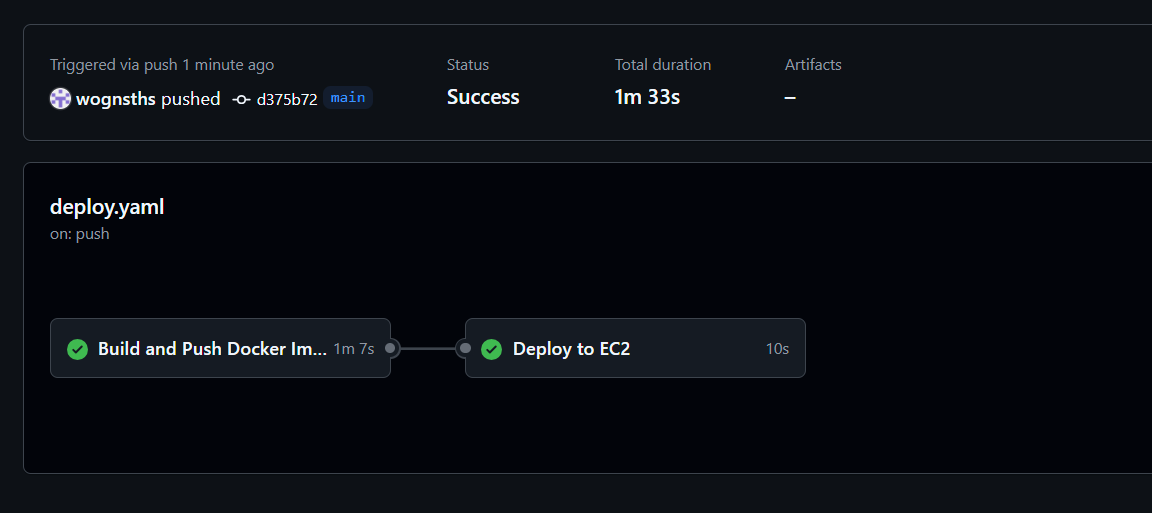 Triggered via push 1 minute ago
wognsths pushed d375b72 main
Status
Success
Total duration
1m 33s
Artifacts
–
deploy.yaml
on: push
Build and Push Docker Im... 1m 7s
Deploy to EC2 10s